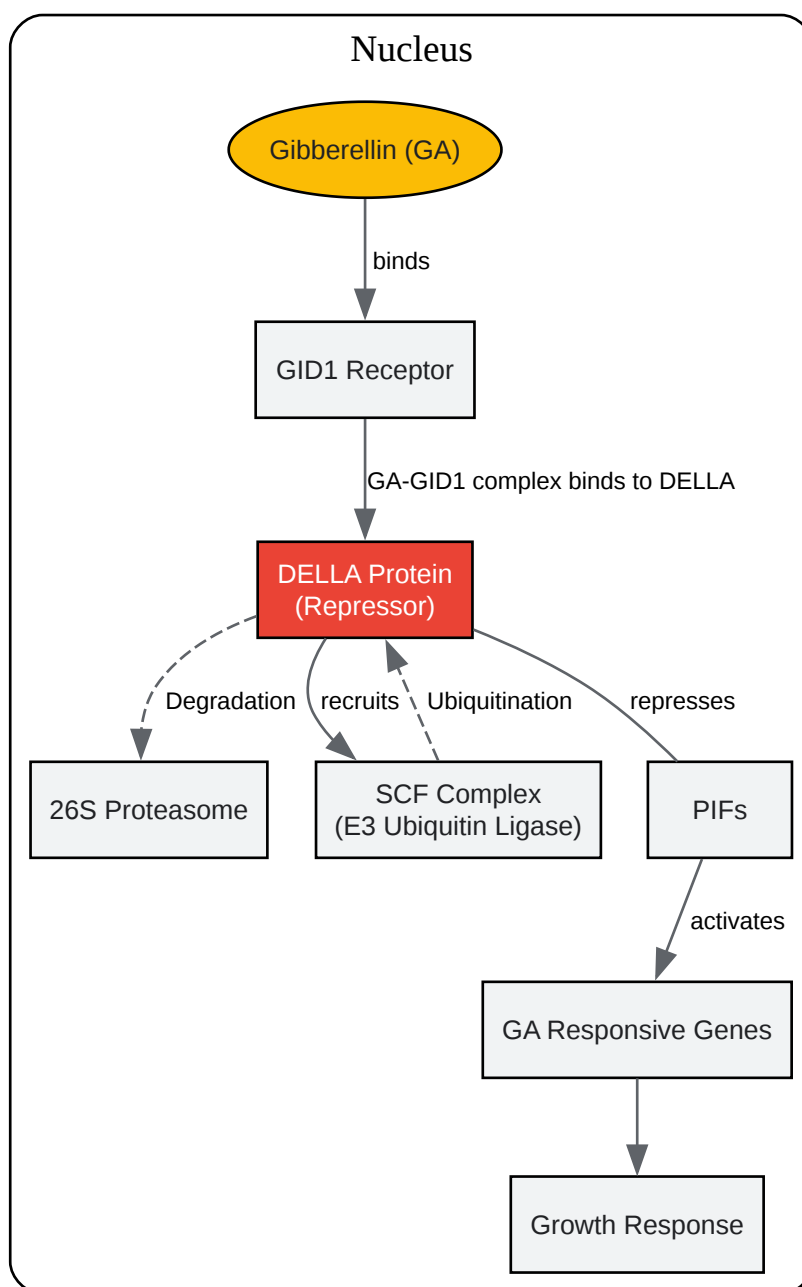 Nucleus
Gibberellin (GA)
binds
GID1 Receptor
GA-GID1 complex binds to DELLA
DELLA Protein
(Repressor)
Degradation
recruits
Ubiquitination
represses
26S Proteasome
SCF Complex
(E3 Ubiquitin Ligase)
PIFs
activates
GA Responsive Genes
Growth Response